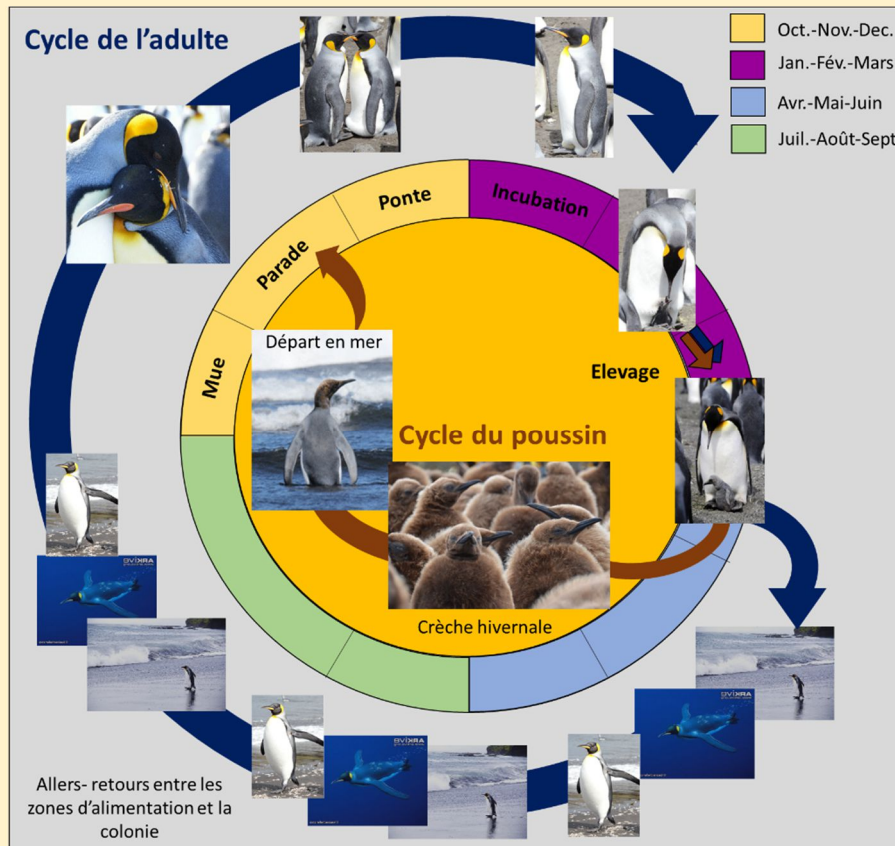 Cycle de l’adulte
Oct.-Nov.-Dec.
Jan.-Fév.-Mars
Avr.-Mai-Juin
Juil.-Août-Sept
Incubation
Ponte
Parade
Mue
Départ en mer
Elevage
Cycle du poussin
Crèche hivernale
Allers- retours entre les
zones d’alimentation et la
colonie